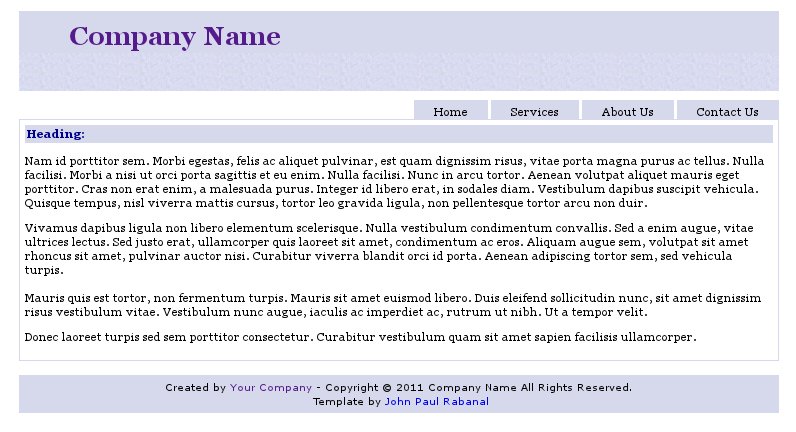 Company Name
Home Services About Us Contact Us
Heading:
Nam id porttitor sem. Morbi egestas, felis ac aliquet pulvinar, est quam dignissim risus, vitae porta magna purus ac tellus. Nulla
facilisi. Morbi a nisi ut orci porta sagittis et eu enim. Nulla facilisi. Nunc in arcu tortor. Aenean volutpat aliquet mauris eget
porttitor. Cras non erat enim, a malesuada purus. Integer id libero erat, in sodales diam. Vestibulum dapibus suscipit vehicula.
Quisque tempus, nisl viverra mattis cursus, tortor leo gravida ligula, non pellentesque tortor arcu non duir.
Vivamus dapibus ligula non libero elementum scelerisque. Nulla vestibulum condimentum convallis. Sed a enim augue, vitae
ultrices lectus. Sed justo erat, ullamcorper quis laoreet sit amet, condimentum ac eros. Aliquam augue sem, volutpat sit amet
rhoncus sit amet, pulvinar auctor nisi. Curabitur viverra blandit orci id porta. Aenean adipiscing tortor sem, sed vehicula
turpis.
Mauris quis est tortor, non fermentum turpis. Mauris sit amet euismod libero. Duis eleifend sollicitudin nunc, sit amet dignissim
risus vestibulum vitae. Vestibulum nunc augue, iaculis ac imperdiet ac, rutrum ut nibh. Ut a tempor velit.
Donec laoreet turpis sed sem porttitor consectetur. Curabitur vestibulum quam sit amet sapien facilisis ullamcorper.
Created by Your Company - Copyright © 2011 Company Name All Rights Reserved.
Template by John Paul Rabanal